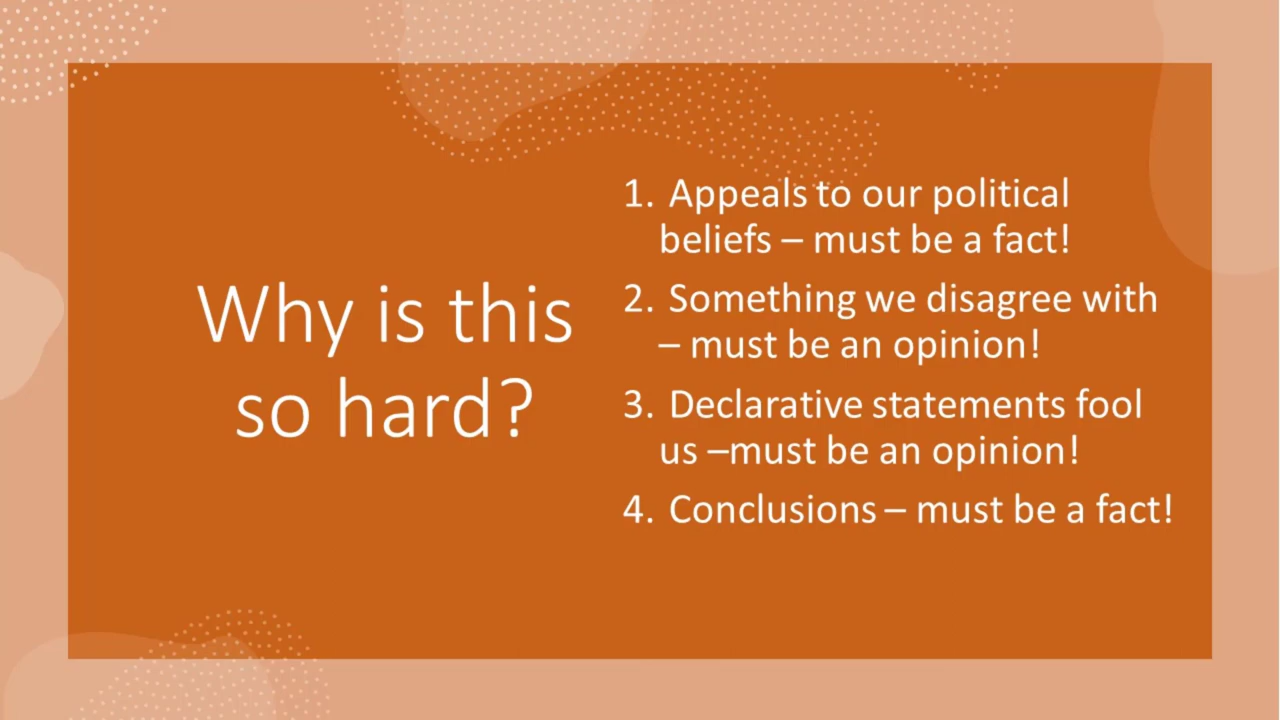 Why is this
so hard?
1. Appeals to our political
beliefs – must be a fact!
2. Something we disagree with
– must be an opinion!
3. Declarative statements fool
us –must be an opinion!
4. Conclusions – must be a fact!